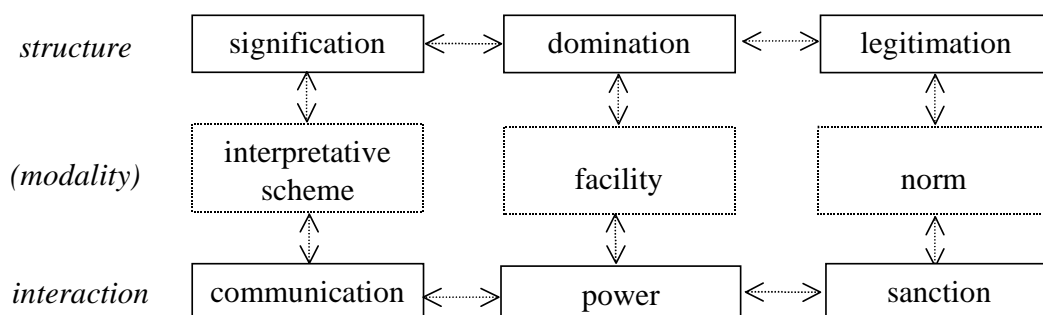 structure signification domination legitimation
(modality) interpretative scheme facility norm
interaction communication power sanction